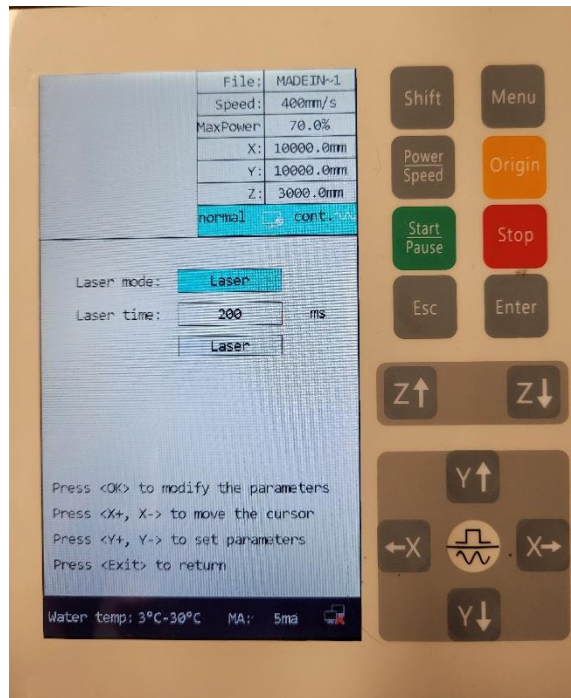 File: MADEIN~1
Speed: 400mm/s
MaxPower 70.0%
X: 10000.0mm
Y: 10000.0mm
Z: 3000.0mm
normal cont.
Laser mode: Laser
Laser time: 200 ms
Laser
Press <OK> to modify the parameters
Press <X+, X-> to move the cursor
Press <Y+, Y-> to set parameters
Press <Exit> to return
Water temp: 3°C-30°C MA: 5ma
Shift Menu
Power
Speed
Origin
Start
Pause
Stop
Esc Enter
Z↑ Z↓
Y↑
←X X→
Y↓